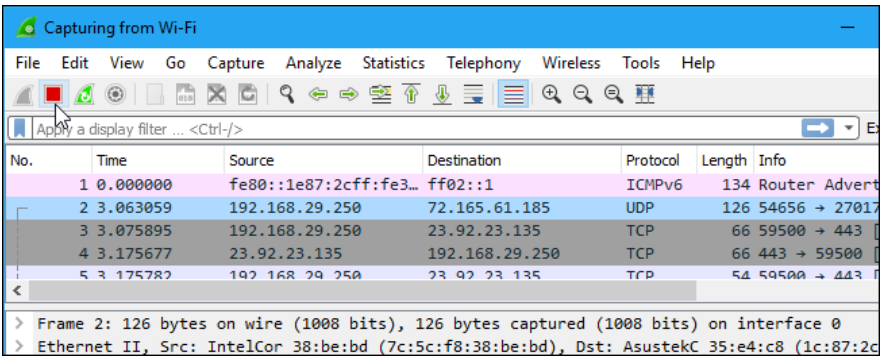 Capturing from Wi-Fi
File Edit View Go Capture Analyze Statistics Telephony Wireless Tools Help
Apply a display filter ... <Ctrl-/>
No. Time Source Destination Protocol Length Info
1 0.000000 fe80::1e87:2cff:fe3… ff02::1 ICMPv6 134 Router Advert
2 3.063059 192.168.29.250 72.165.61.185 UDP 126 54656 → 27017
3 3.075895 192.168.29.250 23.92.23.135 TCP 66 59500 → 443 [
4 3.175677 23.92.23.135 192.168.29.250 TCP 66 443 → 59500 [
5 3.175782 192.168.29.250 23.92.23.135 TCP 54 59500 → 443 [
> Frame 2: 126 bytes on wire (1008 bits), 126 bytes captured (1008 bits) on interface 0
> Ethernet II, Src: IntelCor_38:be:bd (7c:5c:f8:38:be:bd), Dst: AsustekC_35:e4:c8 (1c:87:2c